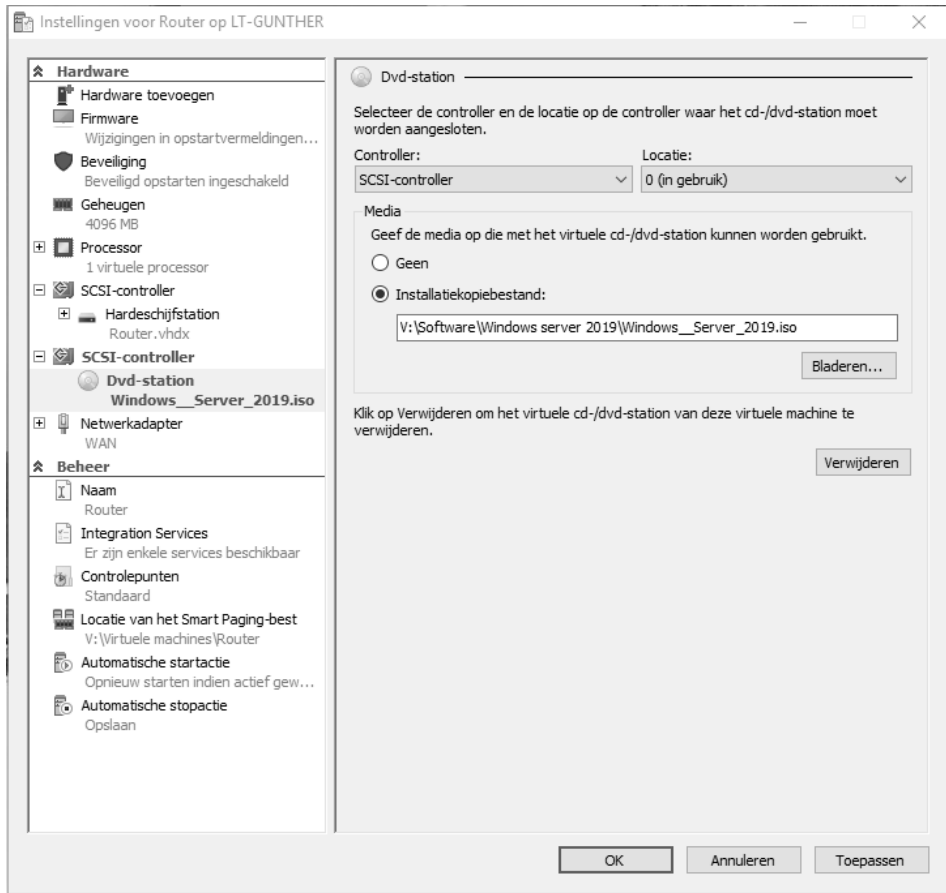 Instellingen voor Router op LT-GUNTHER
Hardware
Hardware toevoegen
Firmware
Wijzigingen in opstartvermeldingen...
Beveiliging
Beveiligd opstarten ingeschakeld
Geheugen
4096 MB
Processor
1 virtuele processor
SCSI-controller
Hardeschijfstation
Router.vhdx
SCSI-controller
Dvd-station
Windows__Server_2019.iso
Netwerkadapter
WAN
Beheer
Naam
Router
Integration Services
Er zijn enkele services beschikbaar
Controlepunten
Standaard
Locatie van het Smart Paging-best
V:\Virtuele machines\Router
Automatische startactie
Opnieuw starten indien actief gew...
Automatische stopactie
Opslaan
Dvd-station
Selecteer de controller en de locatie op de controller waar het cd-/dvd-station moet
worden aangesloten.
Controller:
Locatie:
SCSI-controller
0 (in gebruik)
Media
Geef de media op die met het virtuele cd-/dvd-station kunnen worden gebruikt.
Geen
Installatiekopiebestand:
V:\Software\Windows server 2019\Windows__Server_2019.iso
Bladeren...
Klik op Verwijderen om het virtuele cd-/dvd-station van deze virtuele machine te
verwijderen.
Verwijderen
OK
Annuleren
Toepassen